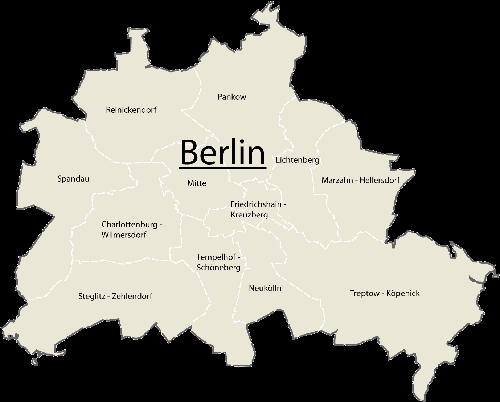 Pankow
Reinickendorf
Berlin
Lichtenberg
Spandau
Mitte
Marzahn - Hellersdorf
Friedrichshain -
Kreuzberg
Charlottenburg -
Wilmersdorf
Tempelhof -
Schöneberg
Neukölln
Steglitz - Zehlendorf
Treptow - Köpenick